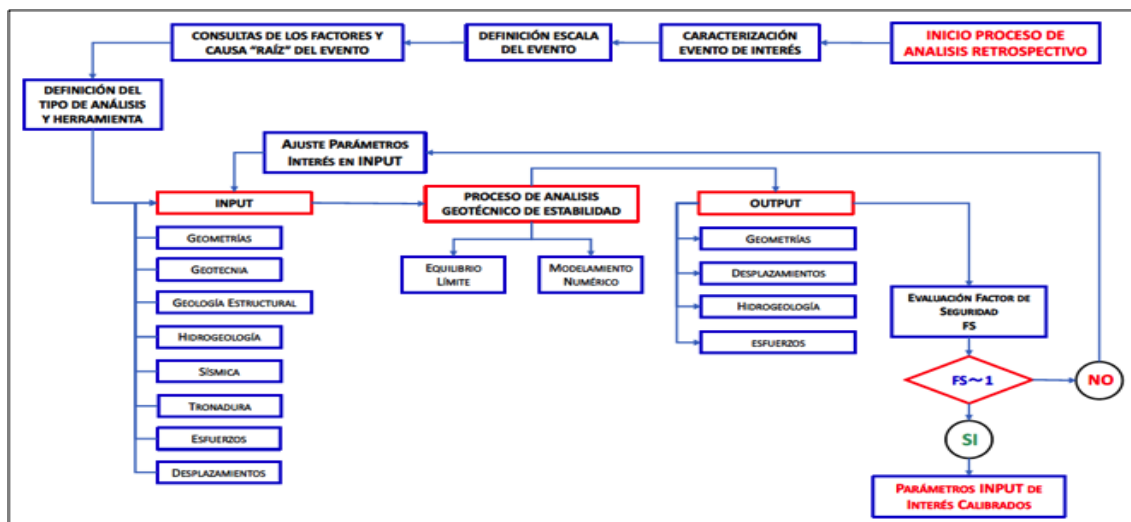 INICIO PROCESO DE
ANALISIS RETROSPECTIVO
CARACTERIZACIÓN
EVENTO DE INTERÉS
DEFINICIÓN ESCALA
DEL EVENTO
CONSULTAS DE LOS FACTORES Y
CAUSA “RAÍZ” DEL EVENTO
DEFINICIÓN DEL
TIPO DE ANÁLISIS
Y HERRAMIENTA
AJUSTE PARÁMETROS
INTERÉS EN INPUT
INPUT
GEOMETRÍAS
GEOTECNIA
GEOLOGÍA ESTRUCTURAL
HIDROGEOLOGÍA
SÍSMICA
TRONADURA
ESFUERZOS
DESPLAZAMIENTOS
PROCESO DE ANALISIS
GEOTÉCNICO DE ESTABILIDAD
EQUILIBRIO
LÍMITE
MODELAMIENTO
NUMÉRICO
OUTPUT
GEOMETRÍAS
DESPLAZAMIENTOS
HIDROGEOLOGÍA
ESFUERZOS
EVALUACIÓN FACTOR DE
SEGURIDAD
FS
FS~1
NO
SI
PARÁMETROS INPUT DE
INTERÉS CALIBRADOS